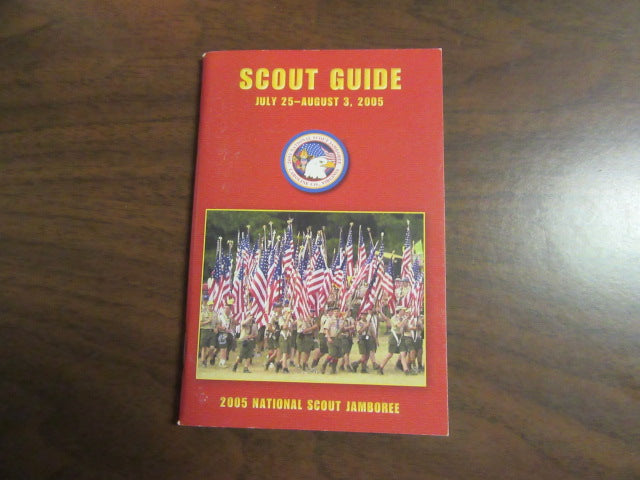 SCOUT GUIDE
JULY 25–AUGUST 3, 2005
2005 NATIONAL SCOUT JAMBOREE